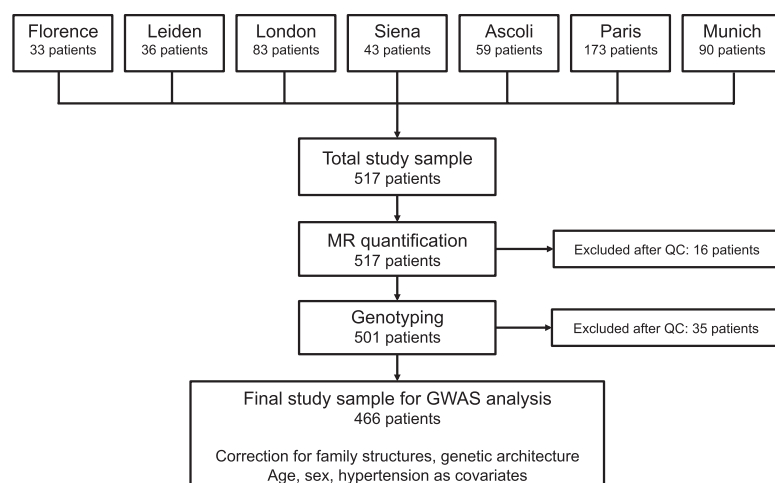 Florence
33 patients
Leiden
36 patients
London
83 patients
Siena
43 patients
Ascoli
59 patients
Paris
173 patients
Munich
90 patients
Total study sample
517 patients
MR quantification
517 patients
Excluded after QC: 16 patients
Genotyping
501 patients
Excluded after QC: 35 patients
Final study sample for GWAS analysis
466 patients
Correction for family structures, genetic architecture
Age, sex, hypertension as covariates